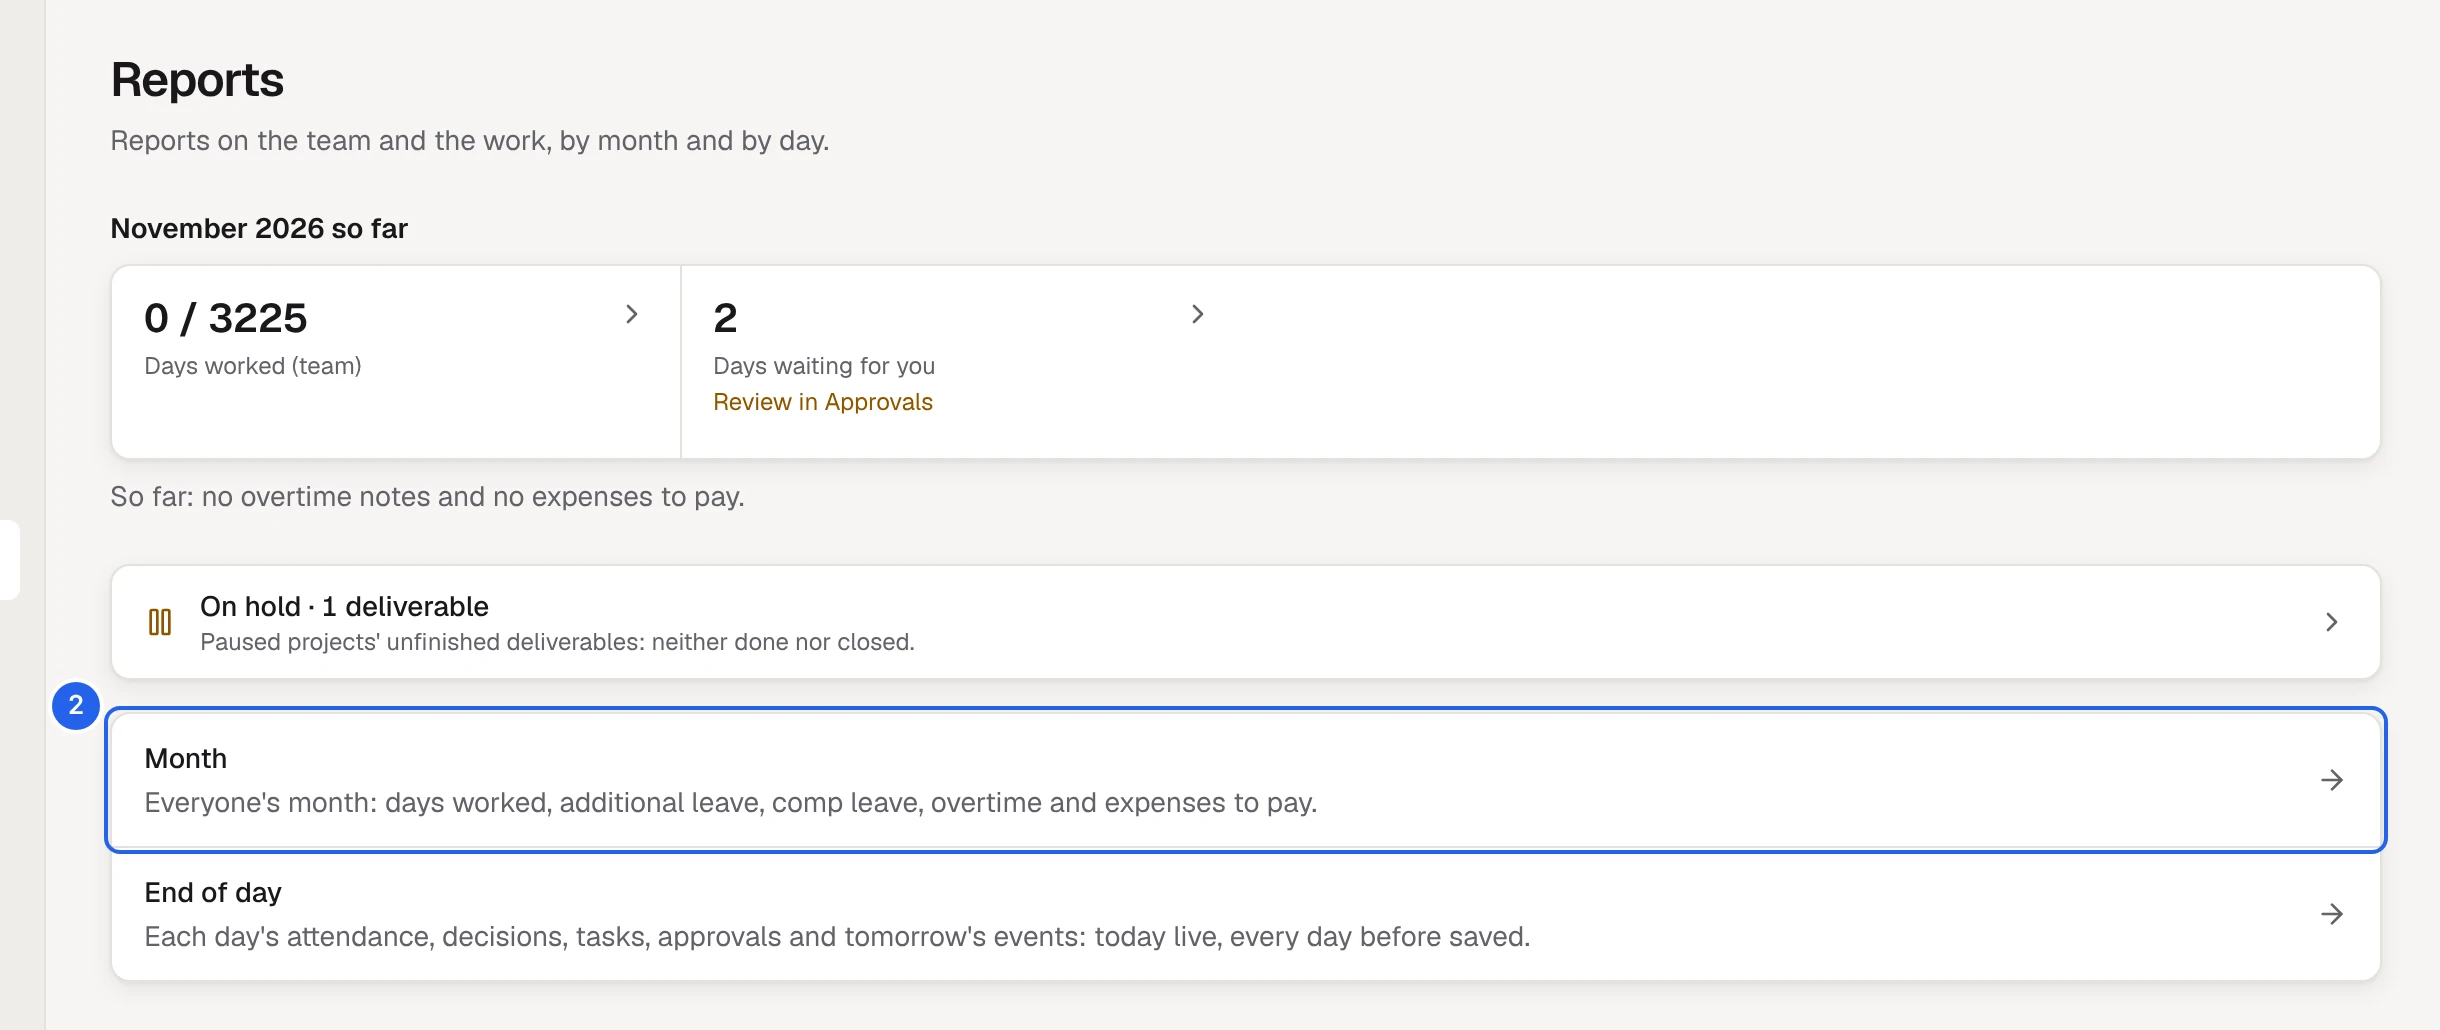 Reports
Reports on the team and the work, by month and by day.
November 2026 so far
0 / 3225
Days worked (team)
2
Days waiting for you
Review in Approvals
So far: no overtime notes and no expenses to pay.
On hold · 1 deliverable
Paused projects' unfinished deliverables: neither done nor closed.
2
Month
Everyone's month: days worked, additional leave, comp leave, overtime and expenses to pay.
End of day
Each day's attendance, decisions, tasks, approvals and tomorrow's events: today live, every day before saved.